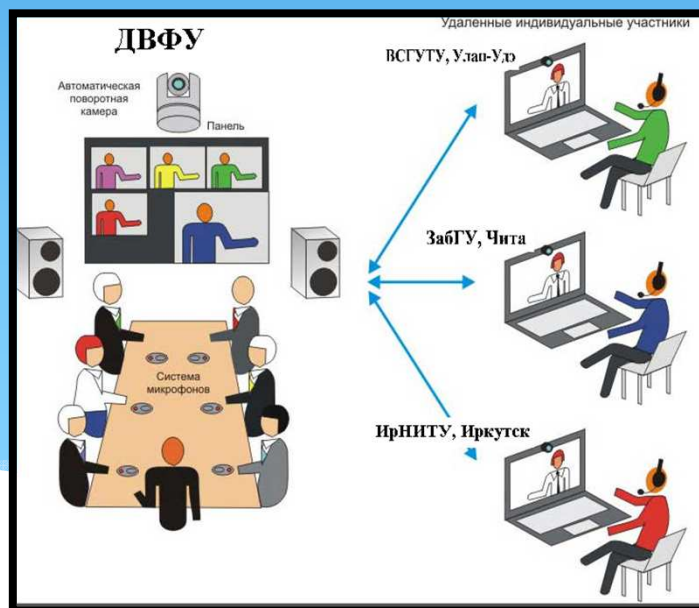 Удаленные индивидуальные участники
ДВФУ
ВСГУТУ, Улан-Удэ
Автоматическая
поворотная
камера
Панель
ЗабГУ, Чита
Система
микрофонов
ИрНИТУ, Иркутск